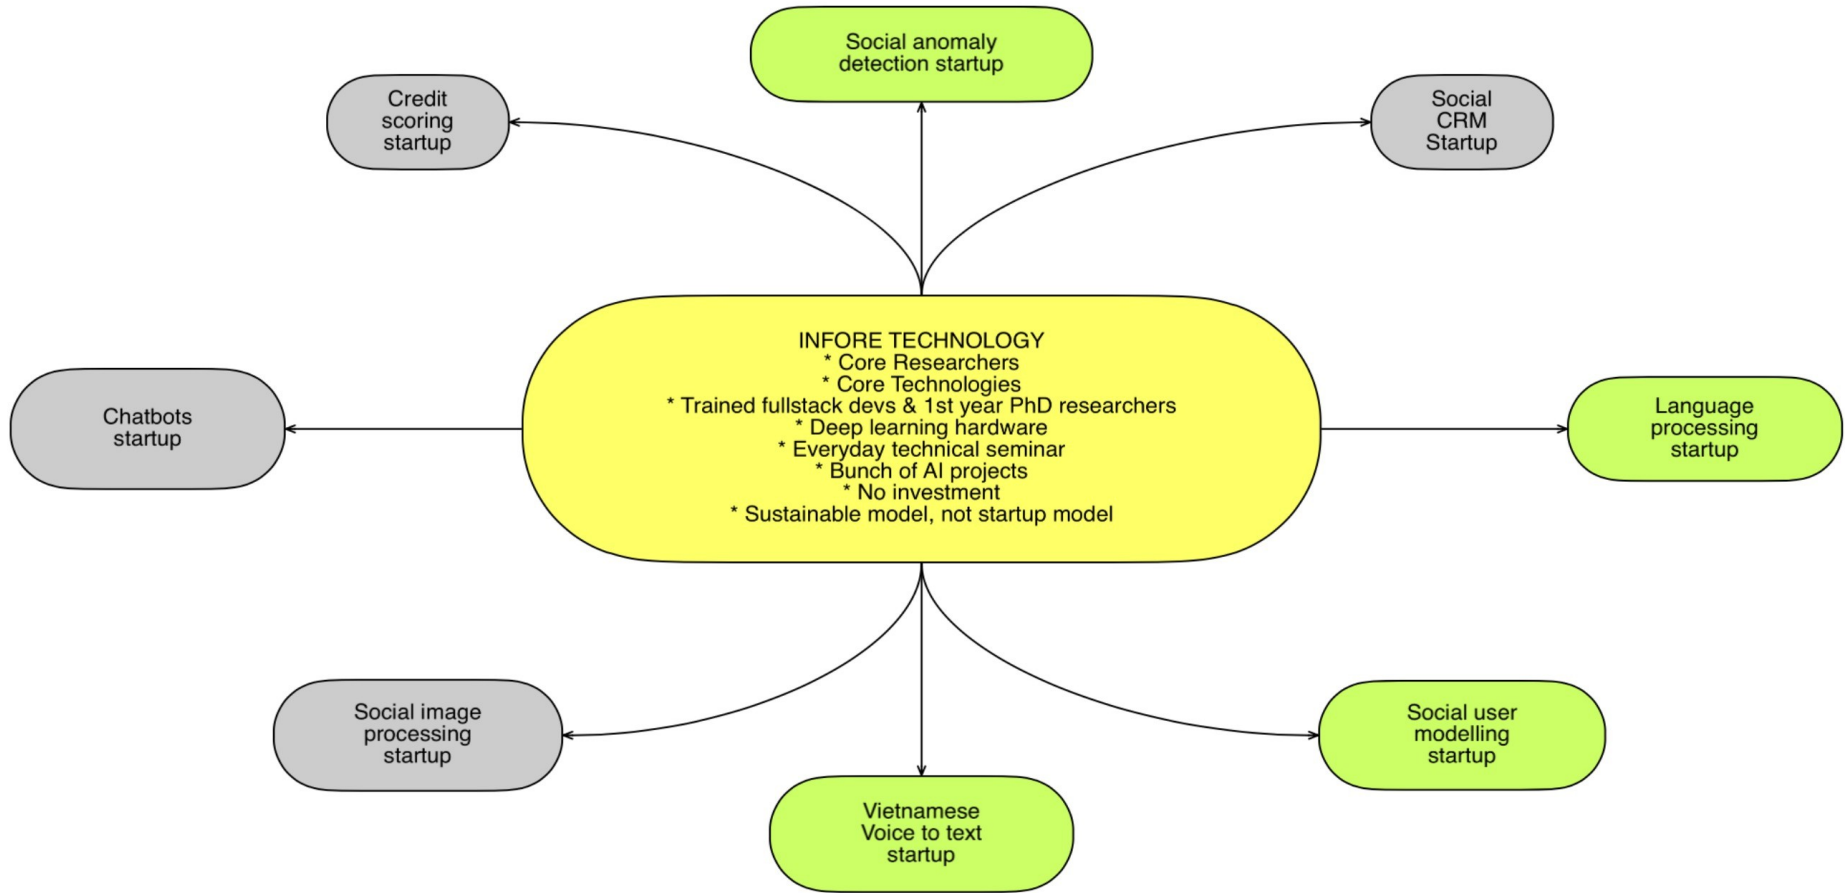 Social anomaly
detection startup
Credit
scoring
startup
Social
CRM
Startup
INFORE TECHNOLOGY
* Core Researchers
* Core Technologies
* Trained fullstack devs & 1st year PhD researchers
* Deep learning hardware
* Everyday technical seminar
* Bunch of AI projects
* No investment
* Sustainable model, not startup model
Chatbots
startup
Language
processing
startup
Social image
processing
startup
Social user
modelling
startup
Vietnamese
Voice to text
startup